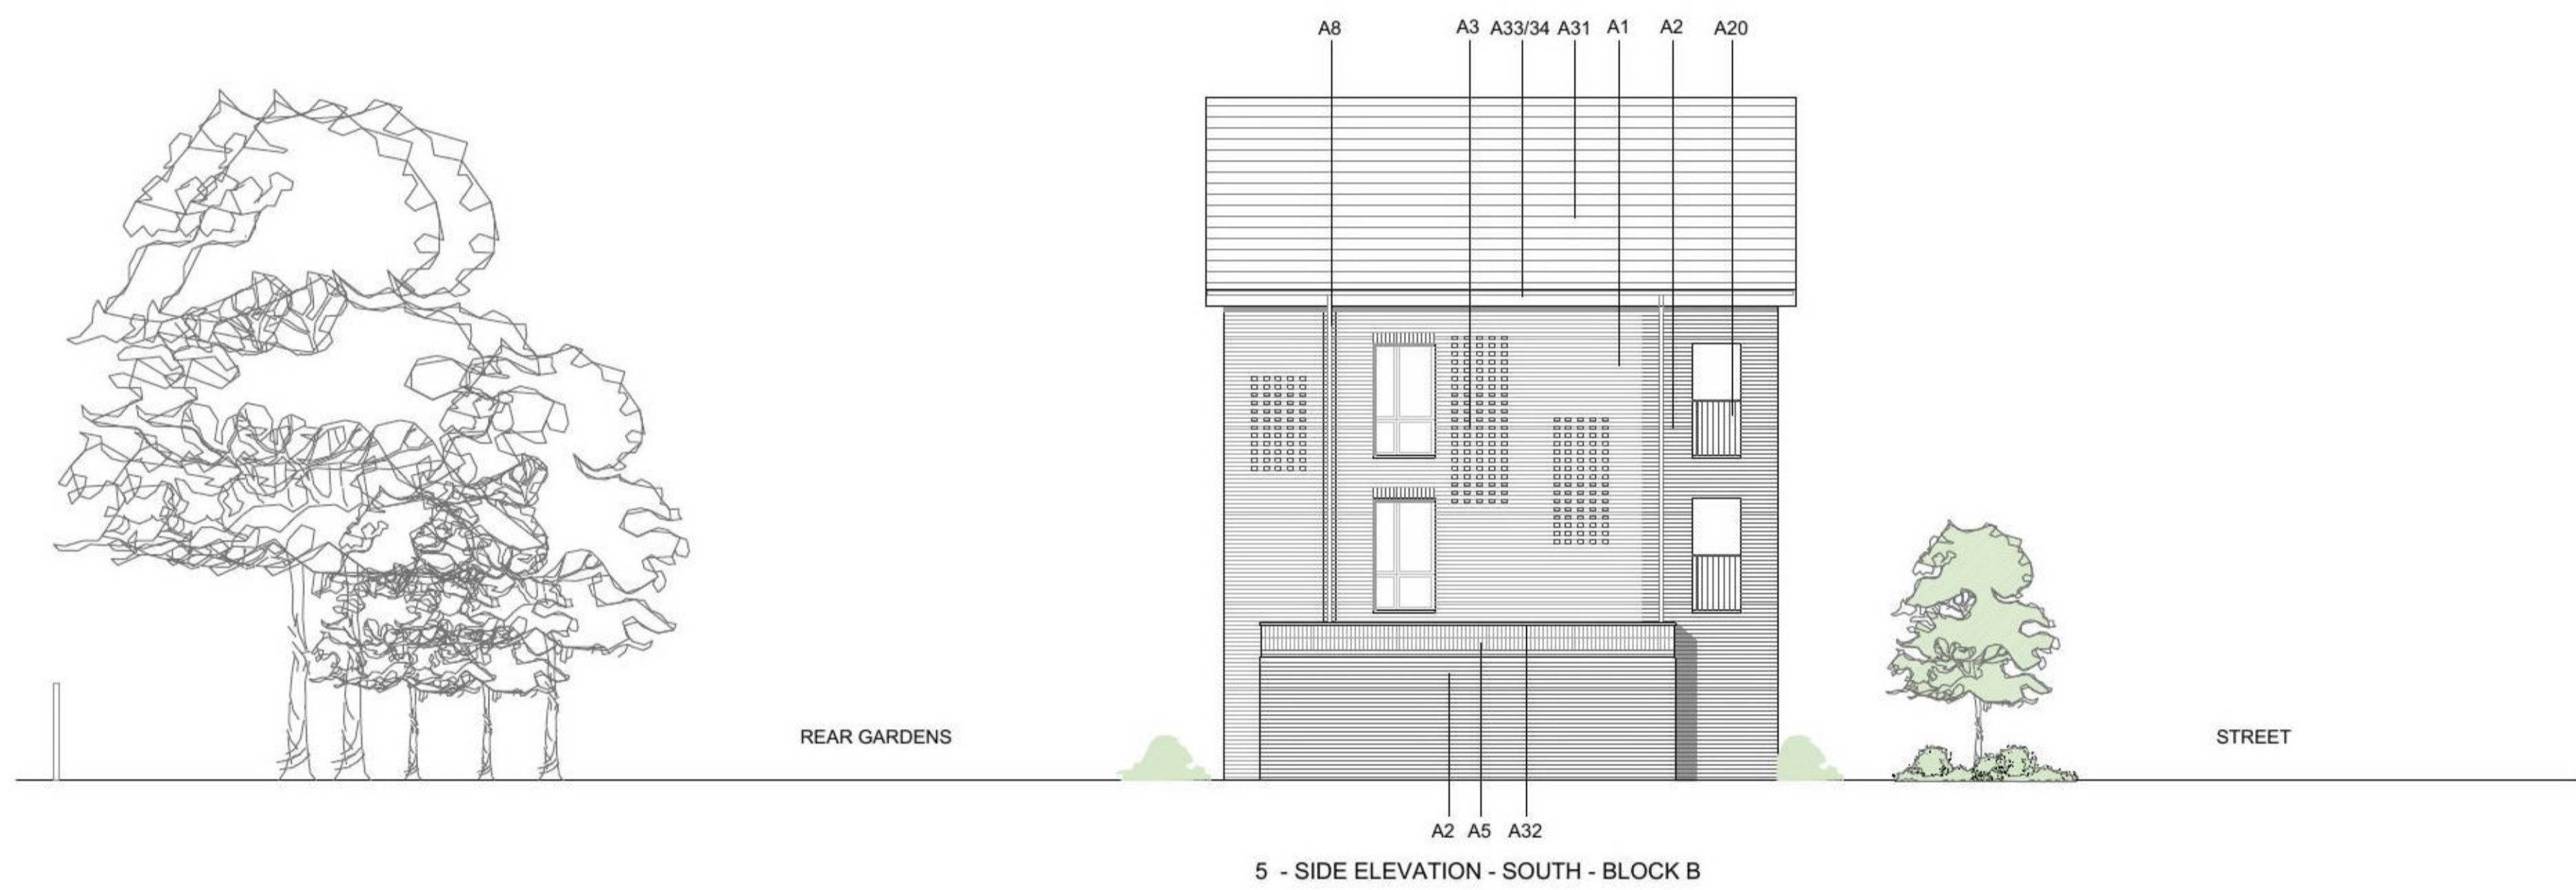 A8 A3 A33/34 A31 A1 A2 A20
REAR GARDENS
STREET
A2 A5 A32
5 - SIDE ELEVATION - SOUTH - BLOCK B